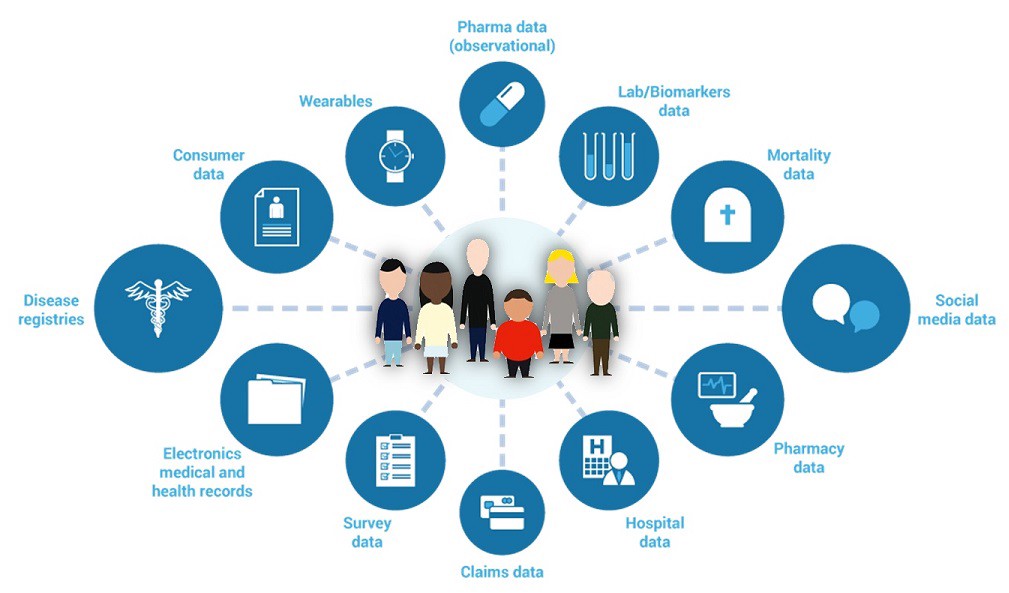 Pharma data
(observational)
Lab/Biomarkers
data
Mortality
data
Social
media data
Pharmacy
data
Hospital
data
Claims data
Survey
data
Electronics
medical and
health records
Disease
registries
Consumer
data
Wearables
H